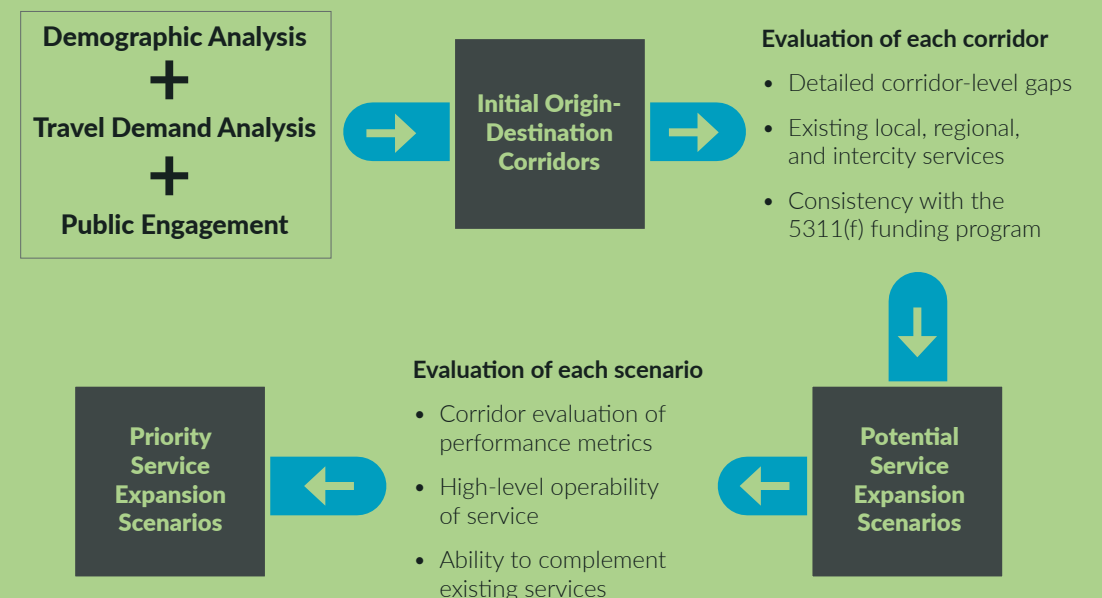 Demographic Analysis
+
Travel Demand Analysis
+
Public Engagement
Initial Origin-
Destination
Corridors
Evaluation of each corridor
• Detailed corridor-level gaps
• Existing local, regional,
and intercity services
• Consistency with the
5311(f) funding program
Potential
Service
Expansion
Scenarios
Evaluation of each scenario
• Corridor evaluation of
performance metrics
• High-level operability
of service
• Ability to complement
existing services
Priority
Service
Expansion
Scenarios